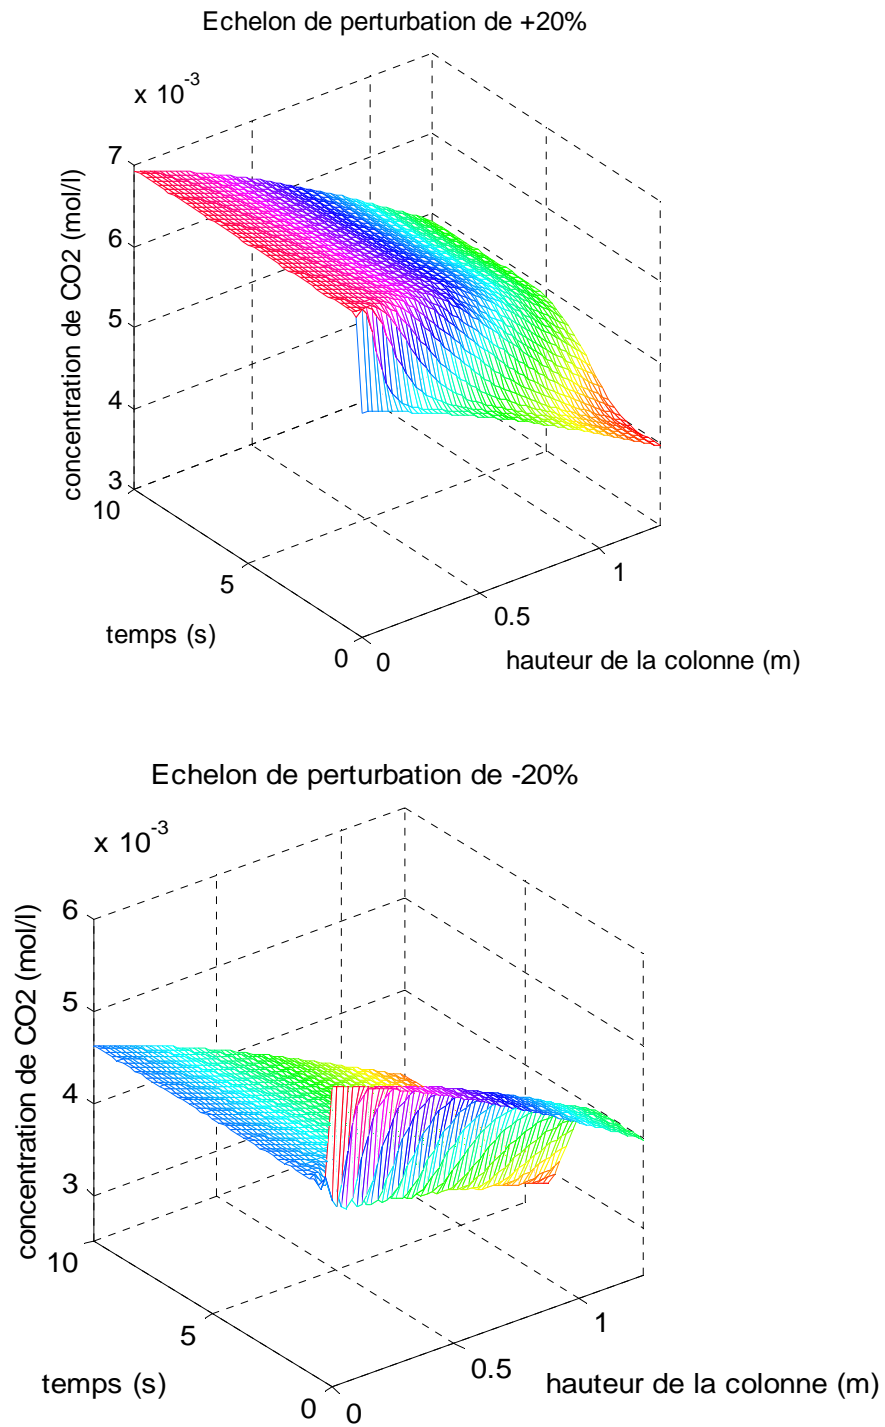 Echelon de perturbation de +20%
x 10^-3
7
6
5
4
3
concentration de CO2 (mol/l)
10
5
0
temps (s)
0
0.5
1
hauteur de la colonne (m)
Echelon de perturbation de -20%
x 10^-3
6
5
4
3
concentration de CO2 (mol/l)
10
5
0
temps (s)
0
0.5
1
hauteur de la colonne (m)